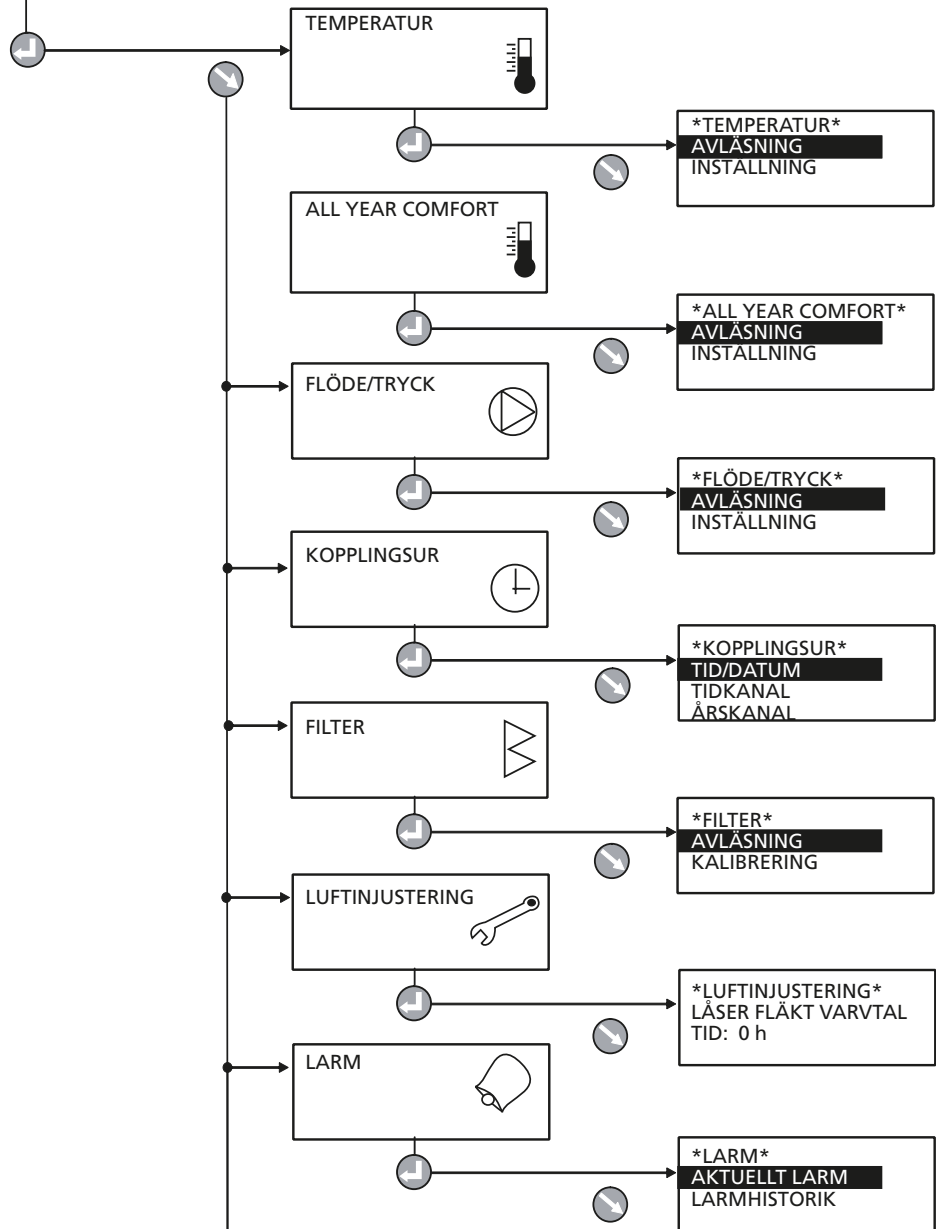 TEMPERATUR
*TEMPERATUR*
AVLÄSNING
INSTÄLLNING
ALL YEAR COMFORT
*ALL YEAR COMFORT*
AVLÄSNING
INSTÄLLNING
FLÖDE/TRYCK
*FLÖDE/TRYCK*
AVLÄSNING
INSTÄLLNING
KOPPLINGSUR
*KOPPLINGSUR*
TID/DATUM
TIDKANAL
ÅRSKANAL
FILTER
*FILTER*
AVLÄSNING
KALIBRERING
LUFTINJUSTERING
*LUFTINJUSTERING*
LÅSER FLÄKT VARVTAL
TID: 0 h
LARM
*LARM*
AKTUELLT LARM
LARMHISTORIK